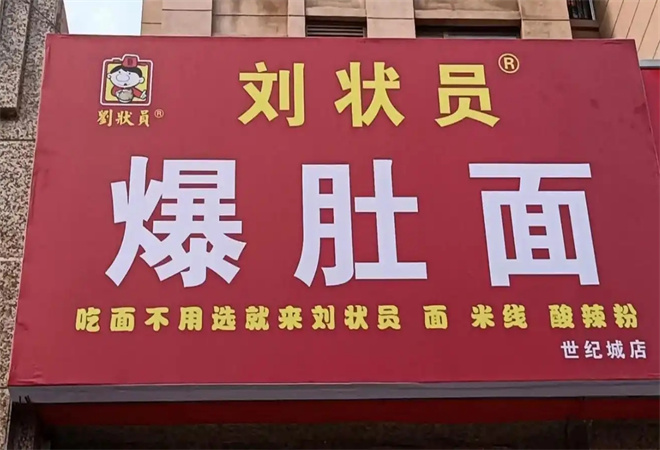 刘状员®
劉狀員®
爆肚面
吃面不用选就来刘状员 面 米线 酸辣粉
世纪城店